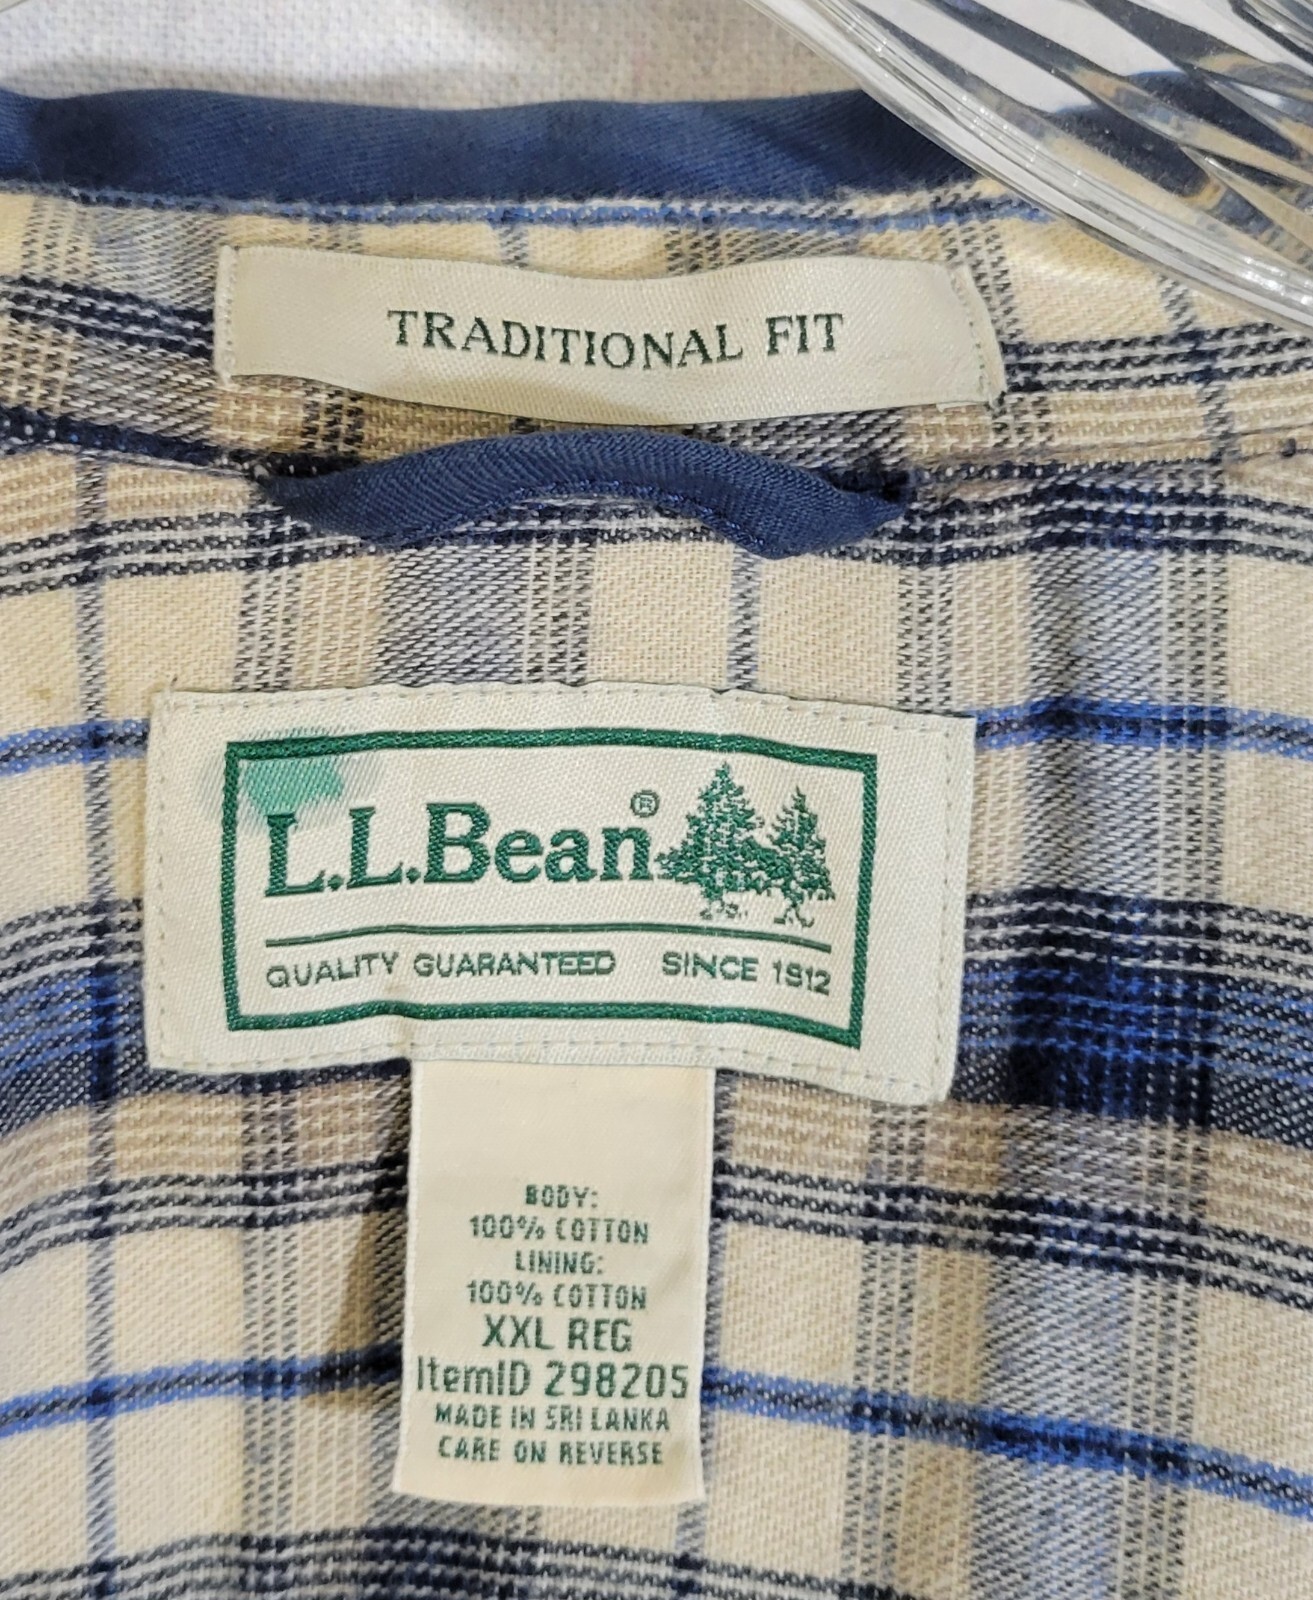 TRADITIONAL FIT
L.L.Bean®
QUALITY GUARANTEED SINCE 1912
BODY:
100% COTTON
LINING:
100% COTTON
XXL REG
ItemID 298205
MADE IN SRI LANKA
CARE ON REVERSE